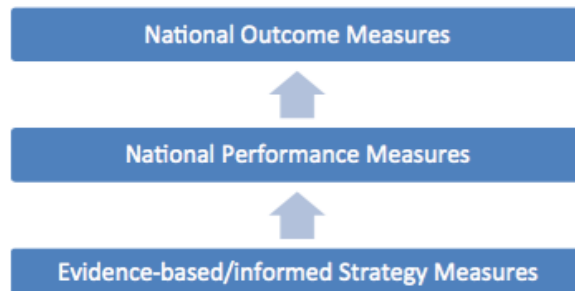 National Outcome Measures
National Performance Measures
Evidence-based/informed Strategy Measures